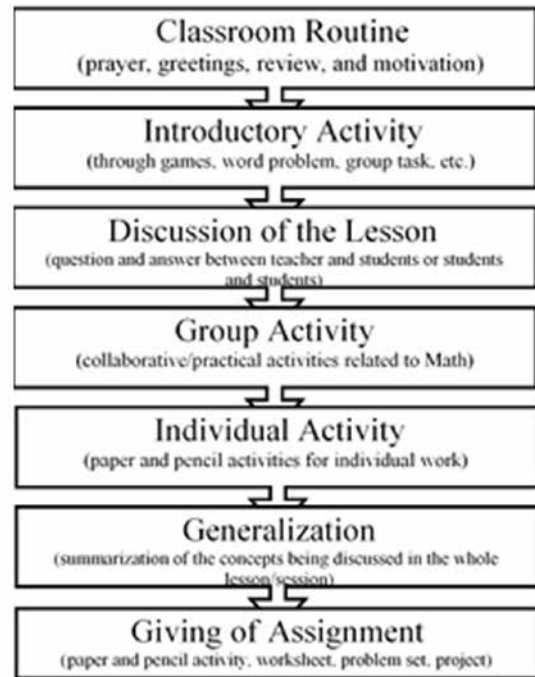 Classroom Routine
(prayer, greetings, review, and motivation)
Introductory Activity
(through games, word problem, group task, etc.)
Discussion of the Lesson
(question and answer between teacher and students or students
and students)
Group Activity
(collaborative/practical activities related to Math)
Individual Activity
(paper and pencil activities for individual work)
Generalization
(summarization of the concepts being discussed in the whole
lesson/session)
Giving of Assignment
(paper and pencil activity, worksheet, problem set, project)